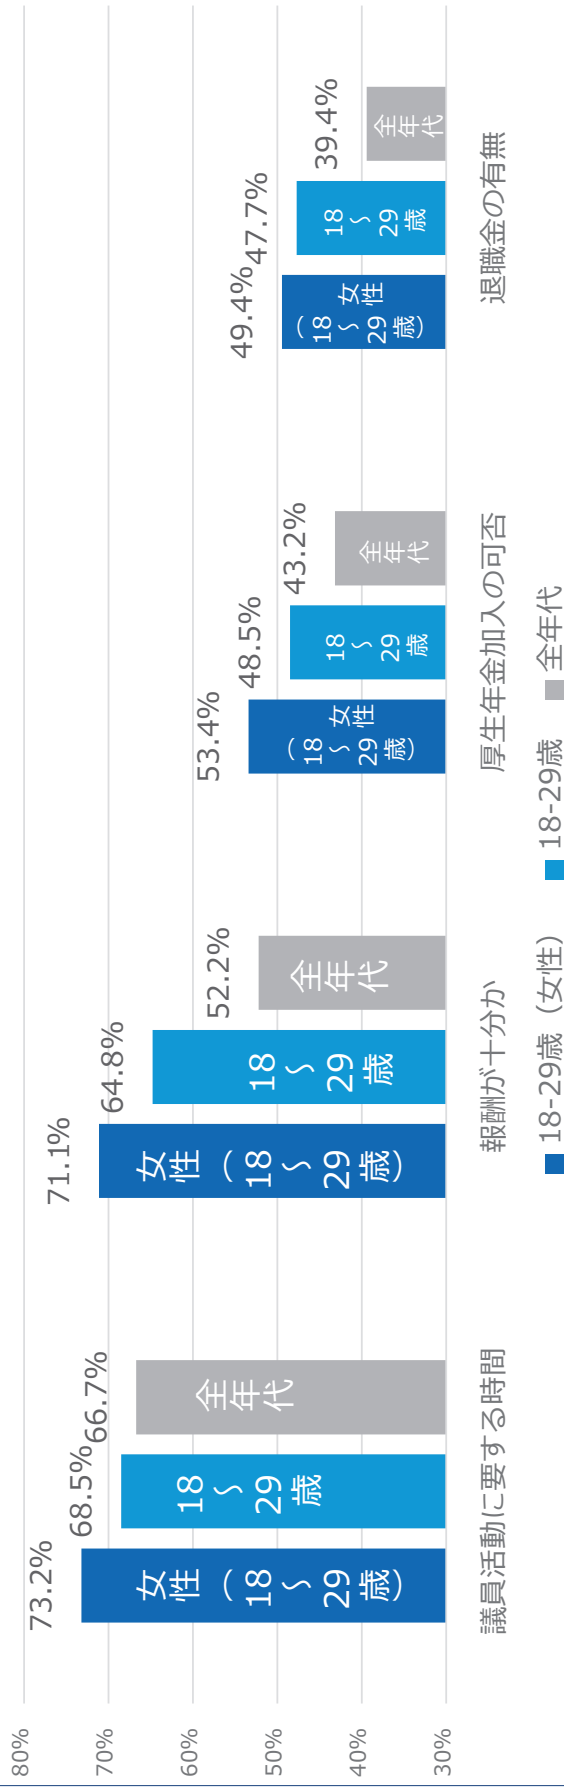 80%
70%
60%
50%
40%
30%
73.2%
68.5%
66.7%
71.1%
64.8%
52.2%
53.4%
48.5%
43.2%
49.4%
47.7%
39.4%
女性（18～29歳）
18～29歳
全年代
女性（18～29歳）
18～29歳
全年代
女性（18～29歳）
18～29歳
全年代
女性（18～29歳）
18～29歳
全年代
議員活動に要する時間
報酬が十分か
厚生年金加入の可否
退職金の有無
18-29歳（女性）
18-29歳
全年代